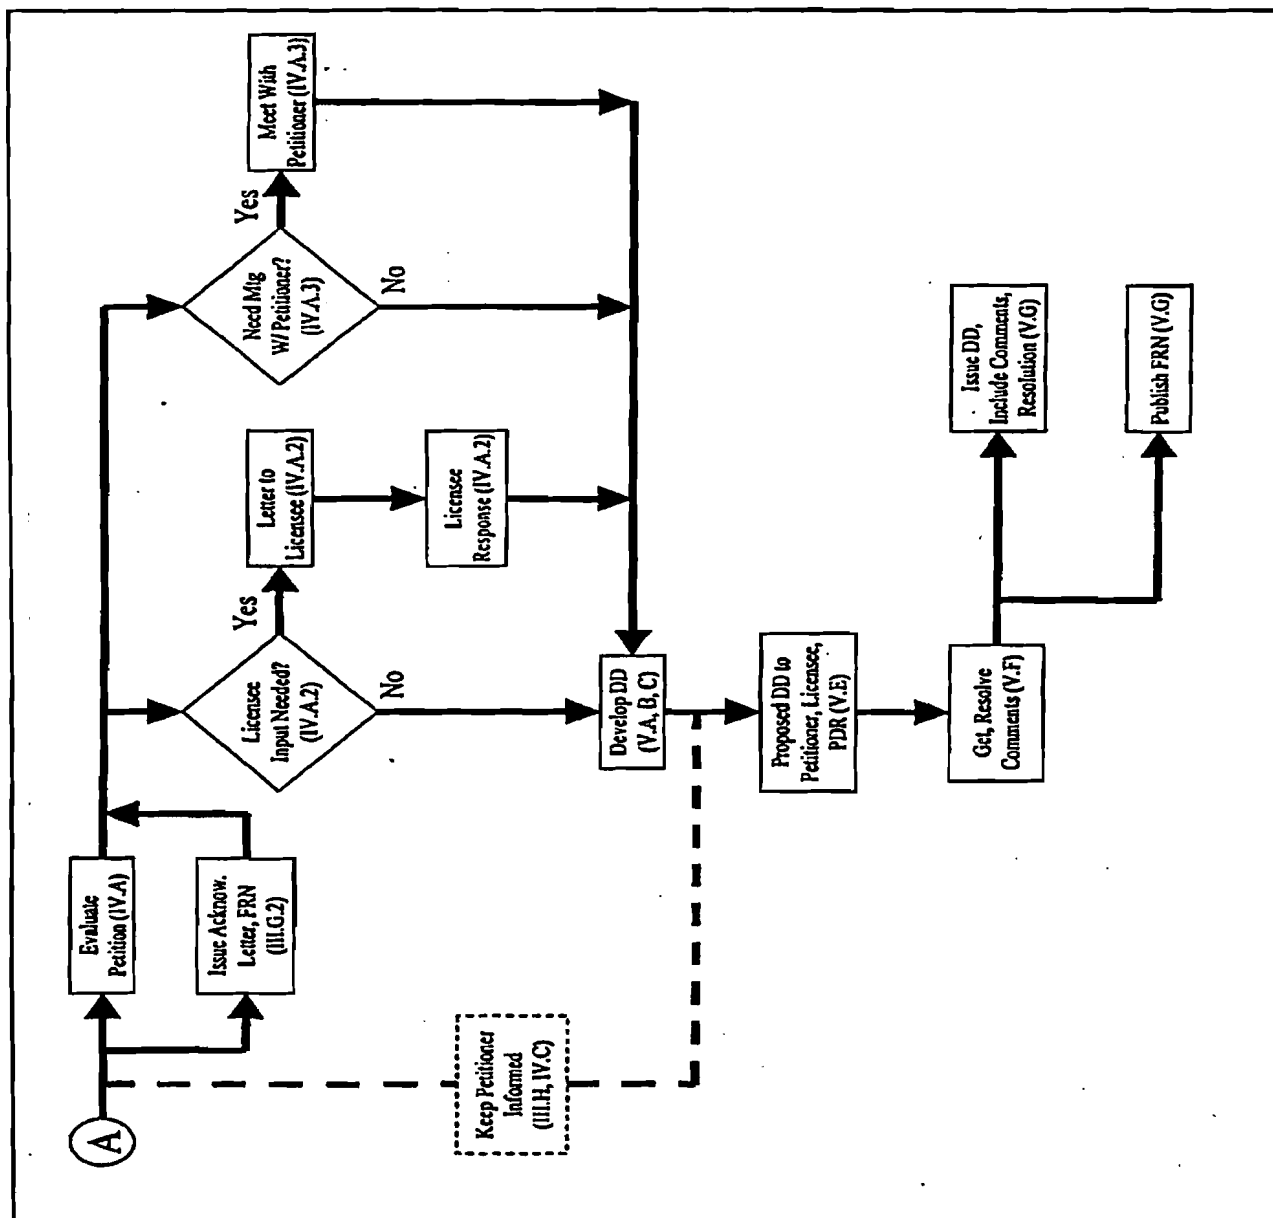 A
Evaluate
Petition (IV.A)
Issue Acknow.
Letter, FRN
(III.G.2)
Keep Petitioner
Informed
(III.H, IV.C)
Licensee
Input Needed?
(IV.A.2)
Yes
No
Letter to
Licensee (IV.A.2)
Licensee
Response (IV.A.2)
Need Mtg
W/ Petitioner?
(IV.A.3)
Yes
No
Meet With
Petitioner (IV.A.3)
Develop DD
(V.A, B, C)
Proposed DD to
Petitioner, Licensee,
PDR (V.E)
Get, Resolve
Comments (V.F)
Issue DD,
Include Comments,
Resolution (V.G)
Publish FRN (V.G)